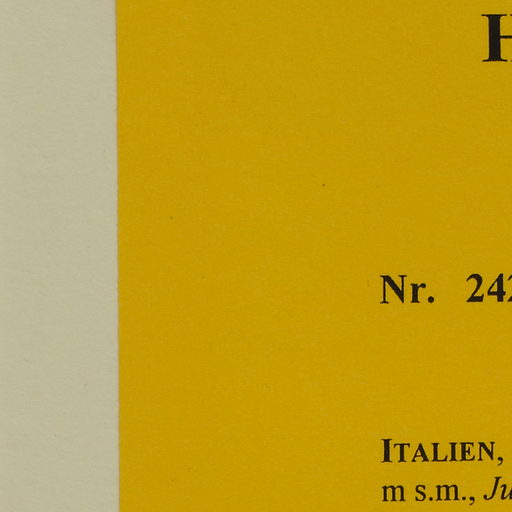 H
Nr. 242
ITALIEN,
m s.m., Ju